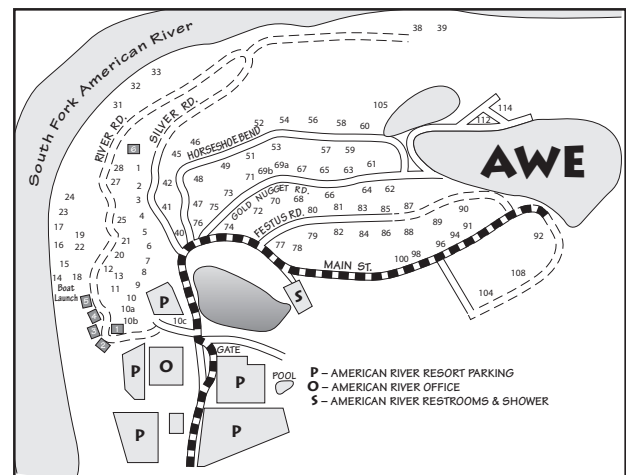 38 39
South Fork American River
33
32
31
RIVER RD.
SILVER RD.
8
105
114
112
AWE
52 54 56 58 60
46
45
HORSESHOE BEND
53 57 59
51
49
69a
69b 67 65 63 61
71
28 1
27 2
42 48
73
GOLD NUGGET RD.
64 62
66
68
70
3
24
23
41 47 75
72
80 81 83 85 87
90
89
4
25
76
74
FESTUS RD.
17 19
5
21
40
79 82 84 86 88
91
94
92
16 22
6
20
77 78
96
98
100
MAIN ST.
15
7
12 13 8
14 18
11 9
108
104
Boat
Launch
5
10
10a
10b
10c
4
3
2
1
P
S
GATE
P
O
P
POOL
P
P
P – AMERICAN RESORT PARKING
O – AMERICAN RIVER OFFICE
S – AMERICAN RIVER RESTROOMS & SHOWER